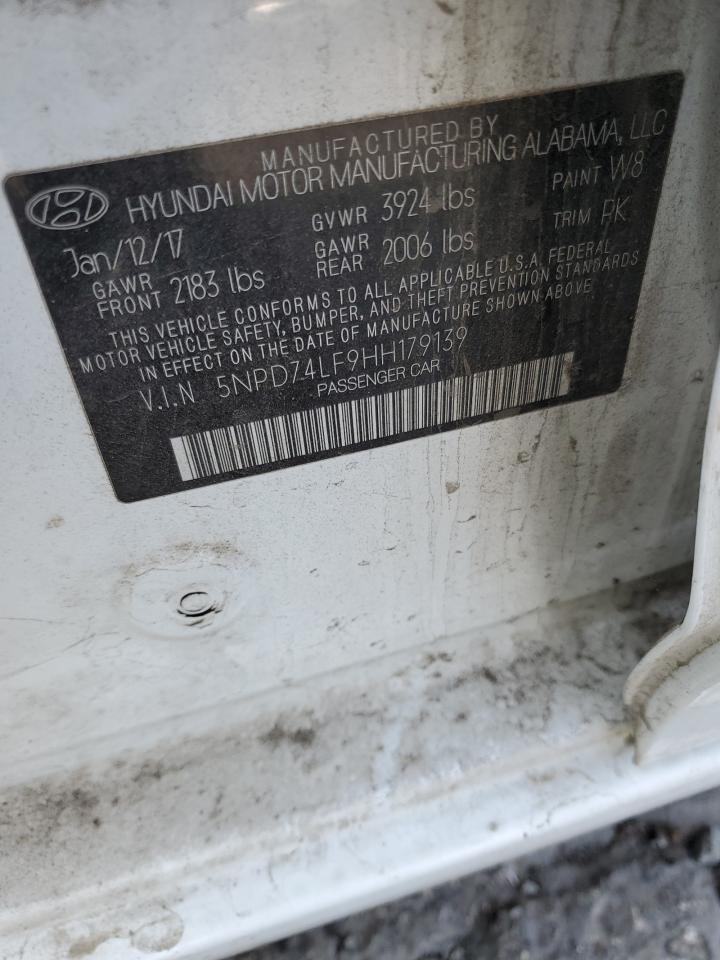 MANUFACTURED BY
HYUNDAI MOTOR MANUFACTURING ALABAMA, LLC
Jan/12/17 GVWR 3924 lbs PAINT W8
GAWR FRONT 2183 lbs GAWR REAR 2006 lbs TRIM PK
THIS VEHICLE CONFORMS TO ALL APPLICABLE U.S.A. FEDERAL
MOTOR VEHICLE SAFETY, BUMPER, AND THEFT PREVENTION STANDARDS
IN EFFECT ON THE DATE OF MANUFACTURE SHOWN ABOVE
V.I.N 5NPD74LF9HH179139
PASSENGER CAR